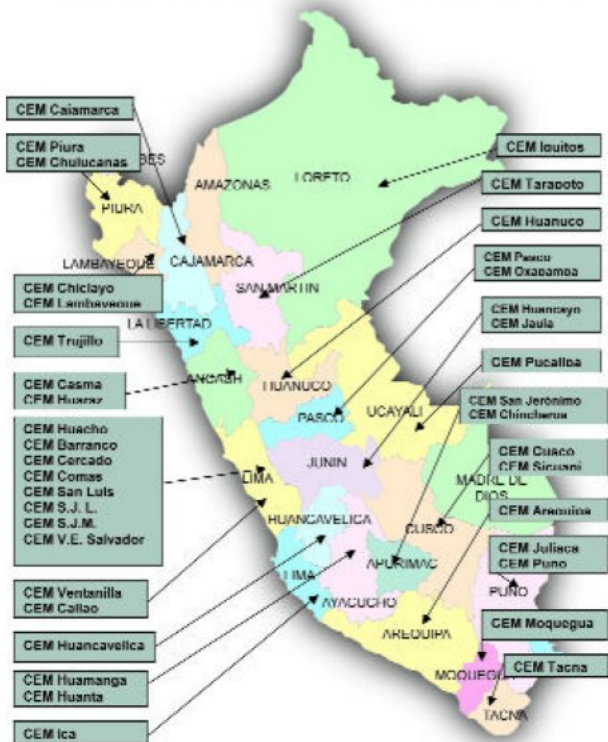 CEM Cajamarca
CEM Piura
CEM Chulucanas
BES
PIURA
AMAZONAS
LORETO
CEM Iquitos
CEM Tarapoto
CEM Huanuco
LAMBAYEQUE
CAJAMARCA
SAN MARTIN
CEM Pasco
CEM Oxapampa
CEM Chiclayo
CEM Lambayeque
LA LIBERTAD
CEM Huancayo
CEM Jauja
CEM Trujillo
ANCASH
HUANUCO
CEM Pucallpa
CEM Casma
CEM Huaraz
PASCO
UCAYALI
CEM San Jerónimo
CEM Chincheros
CEM Huacho
CEM Barranco
CEM Cercado
CEM Comas
CEM San Luis
CEM S.J. L.
CEM S.J.M.
CEM V.E. Salvador
LIMA
JUNIN
CEM Cusco
CEM Sicuani
MADRE DE
DIOS
HUANCAVELICA
CUSCO
CEM Arequipa
CEM Ventanilla
CEM Callao
LIMA
APURIMAC
AYACUCHO
CEM Juliaca
CEM Puno
PUNO
CEM Huancavelica
AREQUIPA
CEM Moquegua
CEM Huamanga
CEM Huanta
MOQUEGUA
CEM Tacna
CEM Ica
TACNA